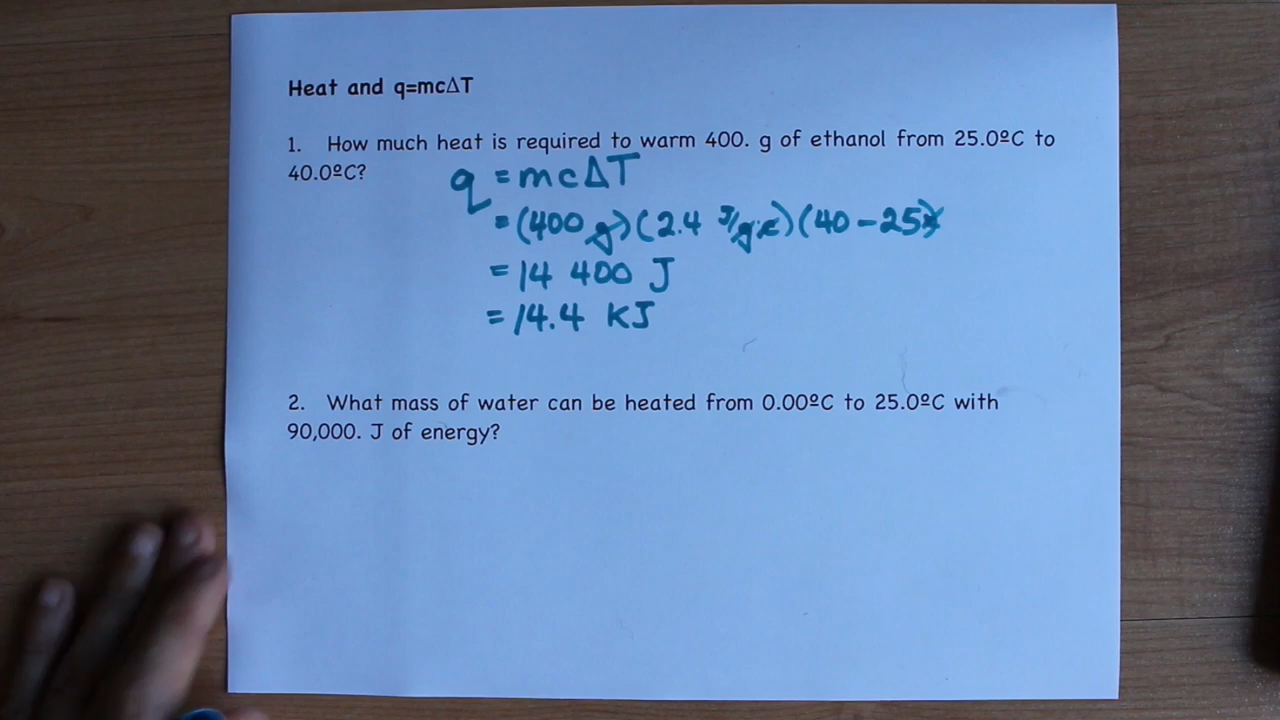 Heat and q=mcΔT
1. How much heat is required to warm 400. g of ethanol from 25.0ºC to
40.0ºC?
q = mcΔT
= (400 g)(2.4 J/g·c)(40-25)
= 14 400 J
= 14.4 KJ
2. What mass of water can be heated from 0.00ºC to 25.0ºC with
90,000. J of energy?